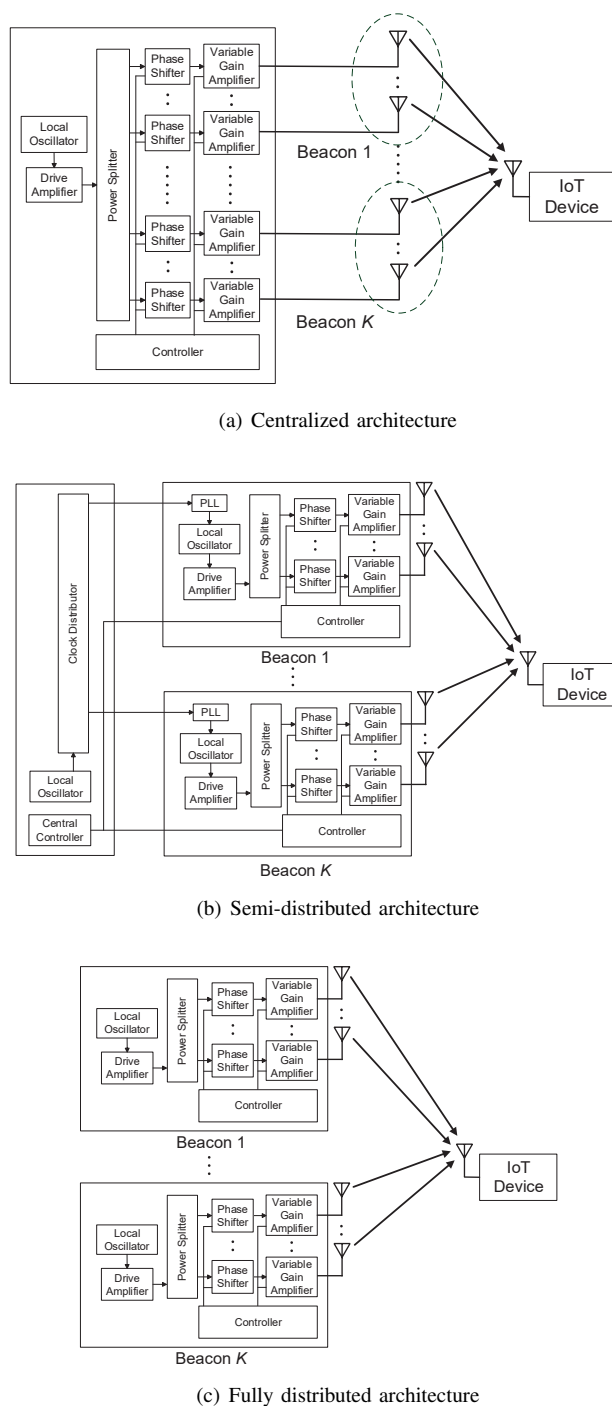 Local
Oscillator
Drive
Amplifier
Power Splitter
Phase
Shifter
Variable
Gain
Amplifier
Phase
Shifter
Variable
Gain
Amplifier
Phase
Shifter
Variable
Gain
Amplifier
Phase
Shifter
Variable
Gain
Amplifier
Controller
Beacon 1
Beacon K
IoT
Device
(a) Centralized architecture
Clock Distributor
Local
Oscillator
Central
Controller
PLL
Local
Oscillator
Drive
Amplifier
Power Splitter
Phase
Shifter
Variable
Gain
Amplifier
Phase
Shifter
Variable
Gain
Amplifier
Controller
Beacon 1
PLL
Local
Oscillator
Drive
Amplifier
Power Splitter
Phase
Shifter
Variable
Gain
Amplifier
Phase
Shifter
Variable
Gain
Amplifier
Controller
Beacon K
IoT
Device
(b) Semi-distributed architecture
Local
Oscillator
Drive
Amplifier
Power Splitter
Phase
Shifter
Variable
Gain
Amplifier
Phase
Shifter
Variable
Gain
Amplifier
Controller
Beacon 1
Local
Oscillator
Drive
Amplifier
Power Splitter
Phase
Shifter
Variable
Gain
Amplifier
Phase
Shifter
Variable
Gain
Amplifier
Controller
Beacon K
IoT
Device
(c) Fully distributed architecture